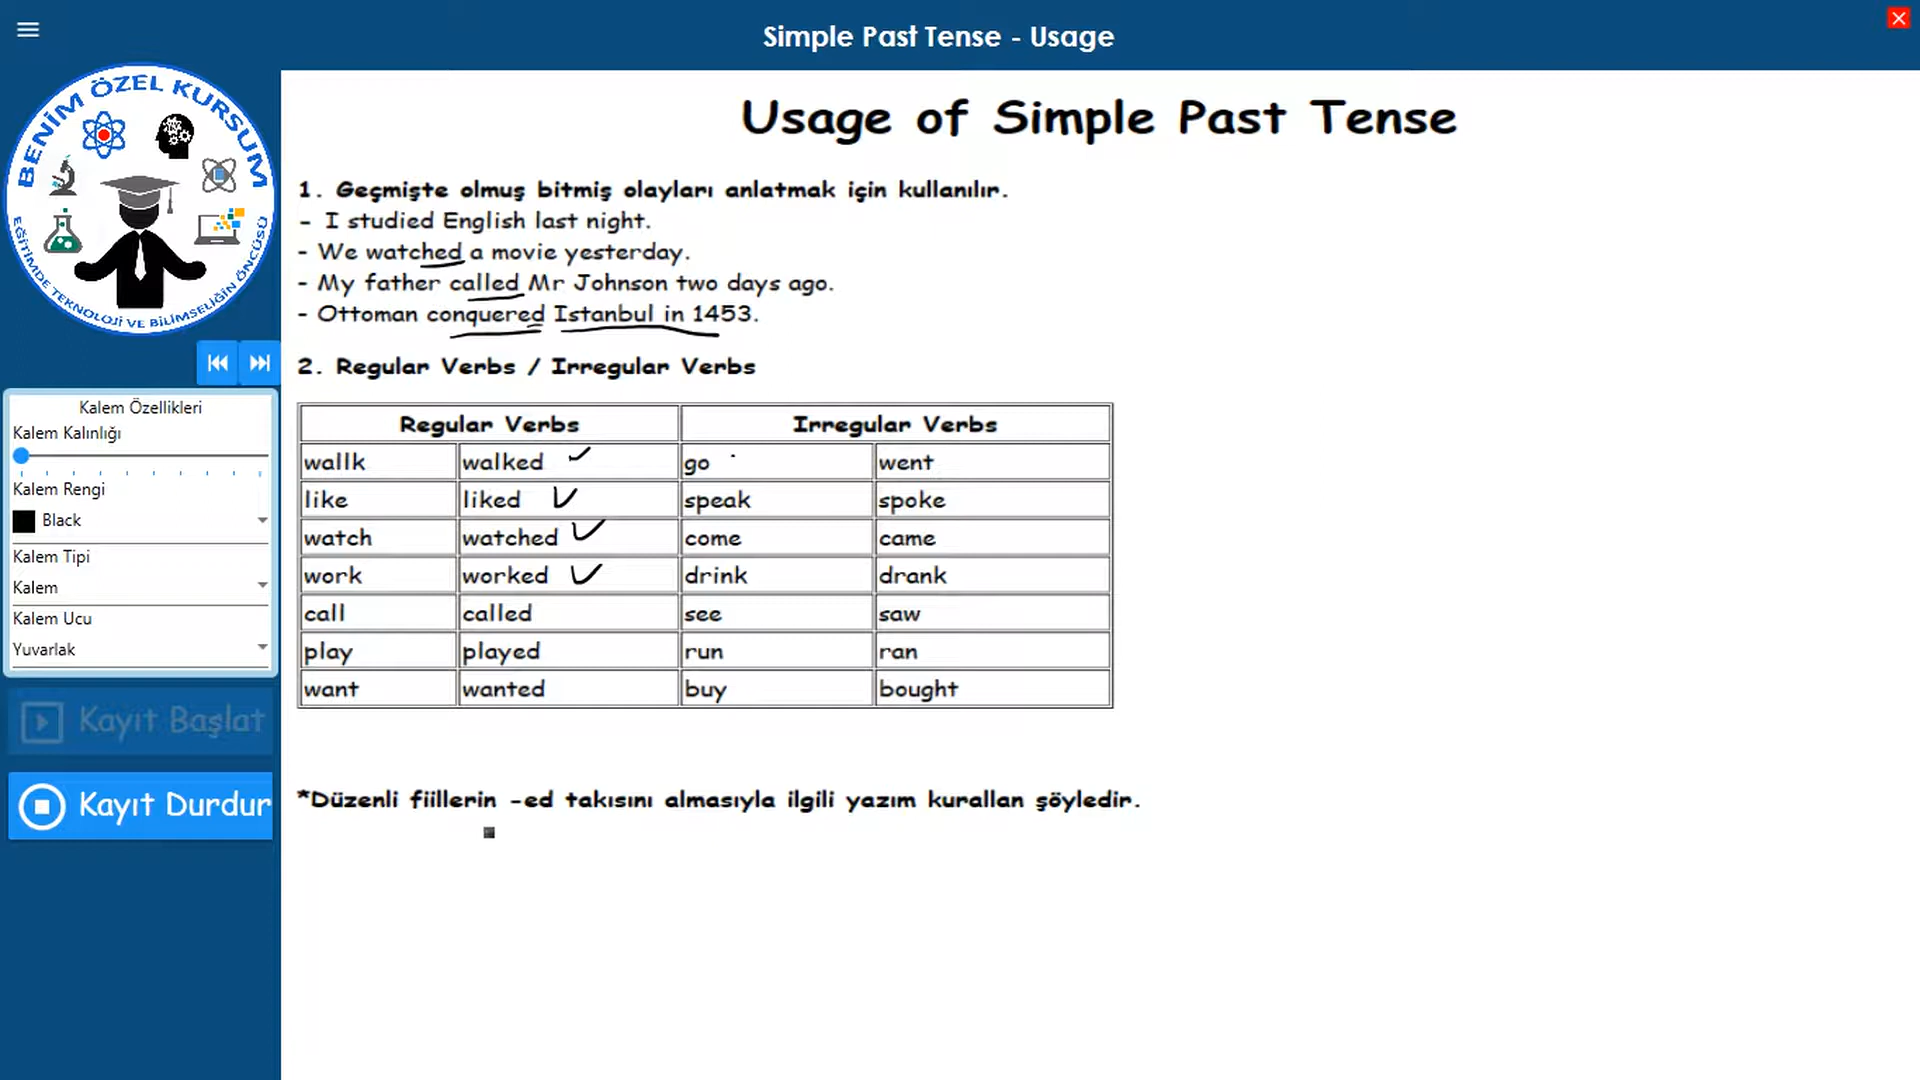 Simple Past Tense - Usage
BENİM ÖZEL KURSUM
EĞİTİMDE TEKNOLOJİ VE BİLİMSELİĞİN ÖNCÜSÜ
Kalem Özellikleri
Kalem Kalınlığı
Kalem Rengi
Black
Kalem Tipi
Kalem
Kalem Ucu
Yuvarlak
Kayıt Başlat
Kayıt Durdur
Usage of Simple Past Tense
1. Geçmişte olmuş bitmiş olayları anlatmak için kullanılır.
- I studied English last night.
- We watched a movie yesterday.
- My father called Mr Johnson two days ago.
- Ottoman conquered Istanbul in 1453.
2. Regular Verbs / Irregular Verbs
Regular Verbs Irregular Verbs
wallk walked go went
like liked speak spoke
watch watched come came
work worked drink drank
call called see saw
play played run ran
want wanted buy bought
*Düzenli fiillerin -ed takısını almasıyla ilgili yazım kurallan şöyledir.